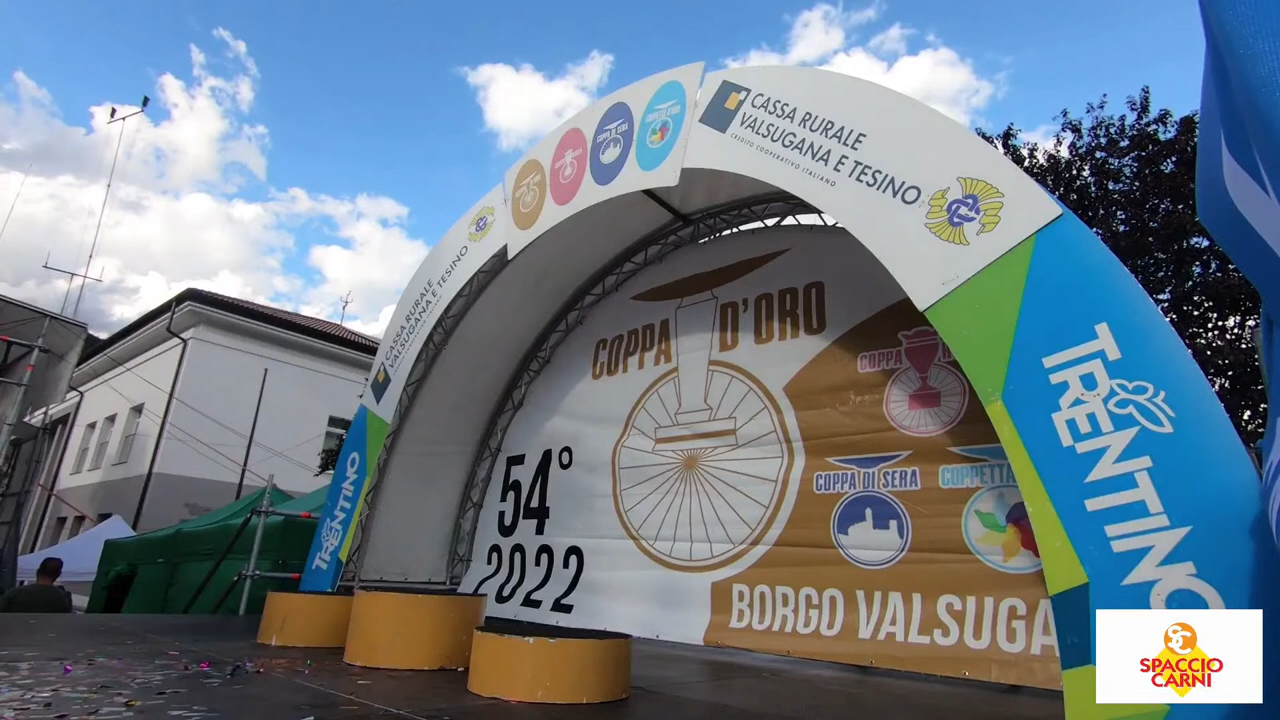 CASSA RURALE
VALSUGANA E TESINO
CREDITO COOPERATIVO ITALIANO
COPPA DI SERA
CASSA RURALE
VALSUGANA E TESINO
COPPA D'ORO
COPPA
COPPA DI SERA
COPPETTA
54°
2022
BORGO VALSUGA
TRENTINO
TRENTINO
SC
SPACCIO
CARNI